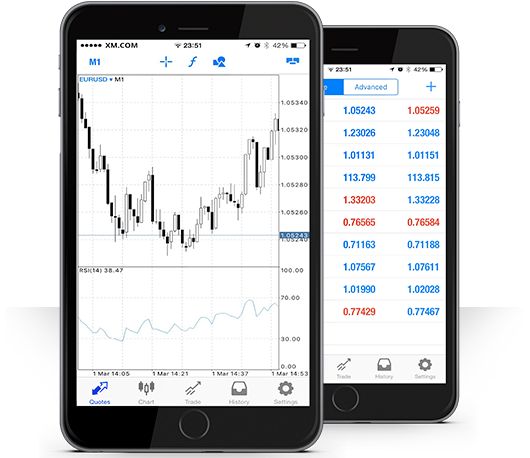 XM.COM 23:51 42%
M1
EURUSD M1
1.05340
1.05320
1.05300
1.05280
1.05260
1.05243
1.05240
RSI(14) 38.47
100.00
70.00
30.00
0.00
1 Mar 14:05 1 Mar 14:21 1 Mar 14:37 1 Mar 14:53
Quotes Chart Trade History Settings
23:51 42%
Advanced
1.05243 1.05259
1.23026 1.23048
1.01131 1.01151
113.799 113.815
1.33203 1.33228
0.76565 0.76584
0.71163 0.71188
1.07567 1.07611
1.01990 1.02028
0.77429 0.77467
Trade History Settings